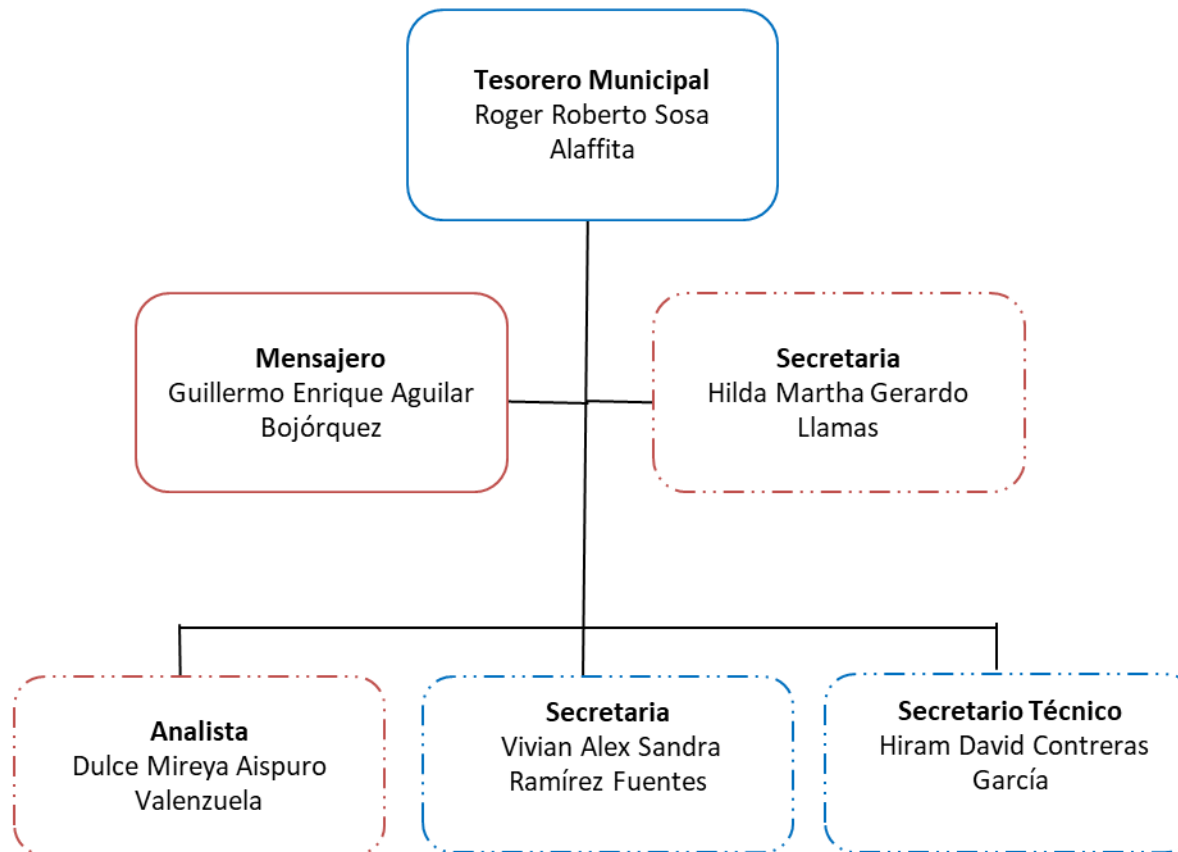 Tesorero Municipal
Roger Roberto Sosa
Alaffita
Mensajero
Guillermo Enrique Aguilar
Bojórquez
Secretaria
Hilda Martha Gerardo
Llamas
Analista
Dulce Mireya Aispuro
Valenzuela
Secretaria
Vivian Alex Sandra
Ramírez Fuentes
Secretario Técnico
Hiram David Contreras
García